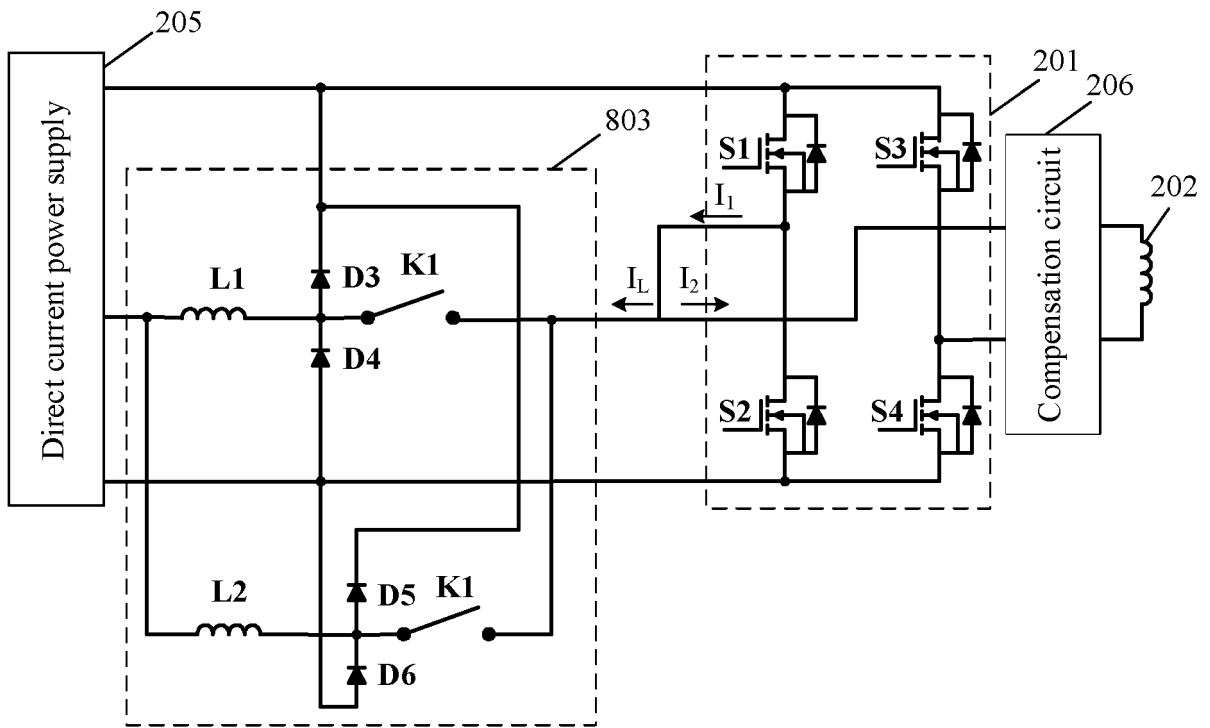 205
Direct current power supply
803
L1
D3
K1
D4
L2
D5
K1
D6
I₁
I_L
I₂
201
S1
S3
S2
S4
206
Compensation circuit
202